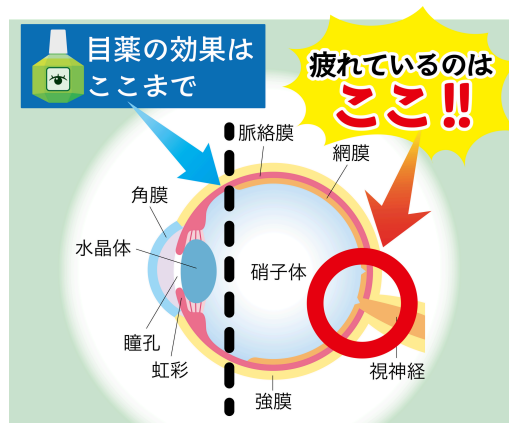 目薬の効果は
ここまで
疲れているのは
ここ!!
脈絡膜
網膜
角膜
水晶体
硝子体
瞳孔
虹彩
視神経
強膜